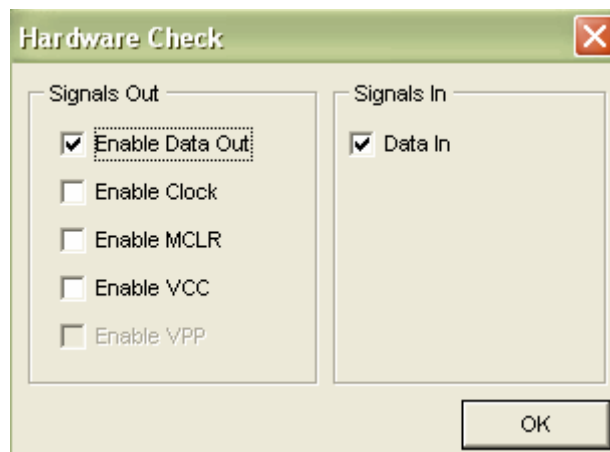 Hardware Check
Signals Out
Enable Data Out
Enable Clock
Enable MCLR
Enable VCC
Enable VPP
Signals In
Data In
OK